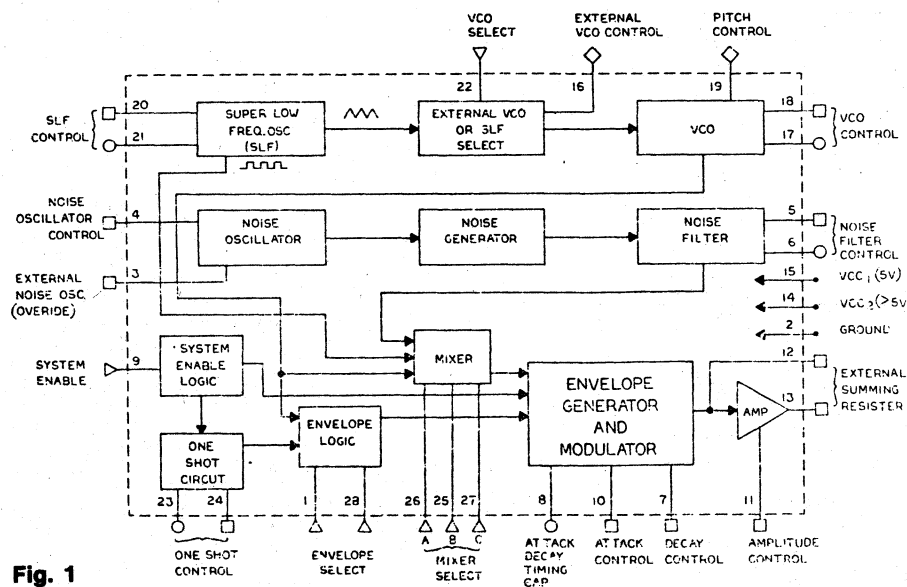 VCO
SELECT
EXTERNAL
VCO CONTROL
PITCH
CONTROL
22
16
19
SLF
CONTROL
20
21
SUPER LOW
FREQ. OSC
(SLF)
EXTERNAL VCO
OR SLF
SELECT
VCO
18
17
VCO
CONTROL
NOISE
OSCILLATOR
CONTROL
4
NOISE
OSCILLATOR
NOISE
GENERATOR
NOISE
FILTER
5
6
NOISE
FILTER
CONTROL
EXTERNAL
NOISE OSC.
(OVERIDE)
3
15
VCC1 (5V)
14
VCC2 (>5V
2
GROUND
SYSTEM
ENABLE
9
SYSTEM
ENABLE
LOGIC
MIXER
12
EXTERNAL
SUMMING
RESISTER
13
AMP
ENVELOPE
GENERATOR
AND
MODULATOR
ENVELOPE
LOGIC
ONE
SHOT
CIRCUT
23
24
1
28
26
25
27
8
10
7
11
A
B
C
ONE SHOT
CONTROL
ENVELOPE
SELECT
MIXER
SELECT
ATTACK
DECAY
TIMING
CAP
ATTACK
CONTROL
DECAY
CONTROL
AMPLITUDE
CONTROL
Fig. 1